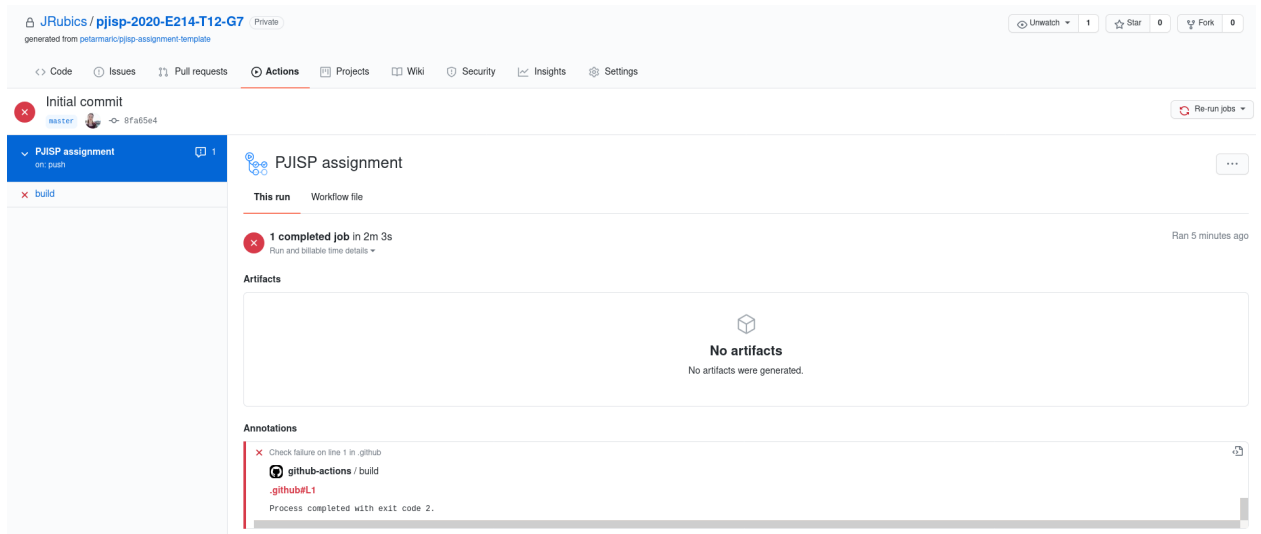 JRubics / pjisp-2020-E214-T12-G7 Private
Unwatch 1 Star 0 Fork 0
generated from petarmaric/pjisp-assignment-template
Code Issues Pull requests Actions Projects Wiki Security Insights Settings
Initial commit
master 8fa65e4
Re-run jobs
PJISP assignment 1
on: push
build
PJISP assignment
...
This run Workflow file
1 completed job in 2m 3s
Ran 5 minutes ago
Run and billable time details
Artifacts
No artifacts
No artifacts were generated.
Annotations
Check failure on line 1 in .github
github-actions / build
.github#L1
Process completed with exit code 2.